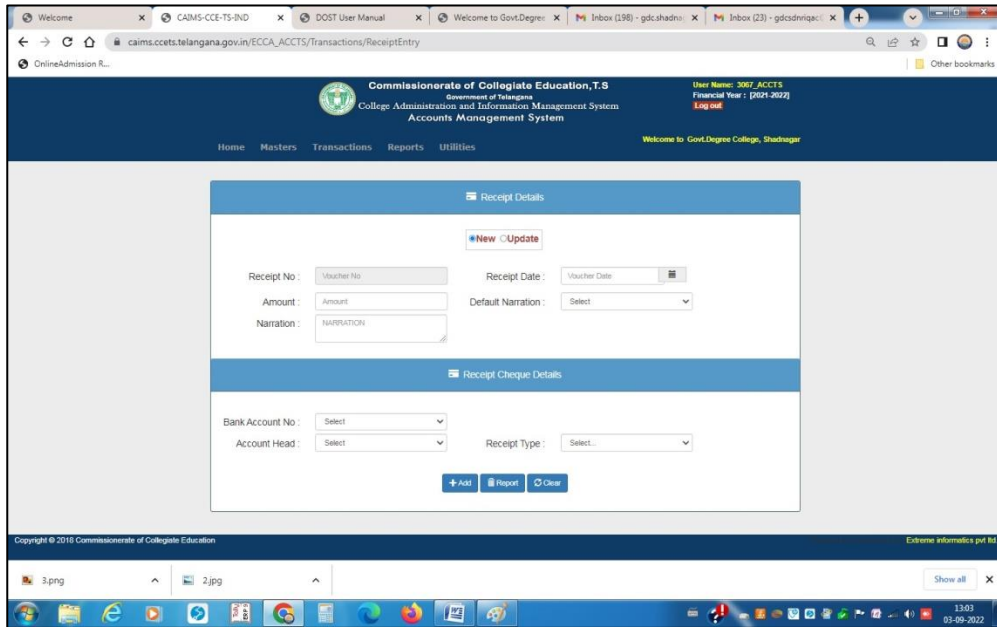 Welcome
CAIMS-CCE-TS-IND
DOST User Manual
Welcome to Govt.Degree
Inbox (198) - gdc.shadna
Inbox (23) - gdcsdnriqac
caims.ccets.telangana.gov.in/ECCA_ACCTS/Transactions/ReceiptEntry
OnlineAdmission R...
Other bookmarks
Commissionerate of Collegiate Education,T.S
Government of Telangana
College Administration and Information Management System
Accounts Management System
User Name: 3067_ACCTS
Financial Year : [2021-2022]
Log out
Home Masters Transactions Reports Utilities
Welcome to Govt.Degree College, Shadnagar
Receipt Details
New Update
Receipt No : Voucher No Receipt Date : Voucher Date
Amount : Amount Default Narration : Select
Narration : NARRATION
Receipt Cheque Details
Bank Account No : Select
Account Head : Select Receipt Type : Select...
+ Add Report Clear
Copyright © 2018 Commissionerate of Collegiate Education
Extreme informatics pvt ltd
3.png
2.jpg
Show all
13:03
03-09-2022